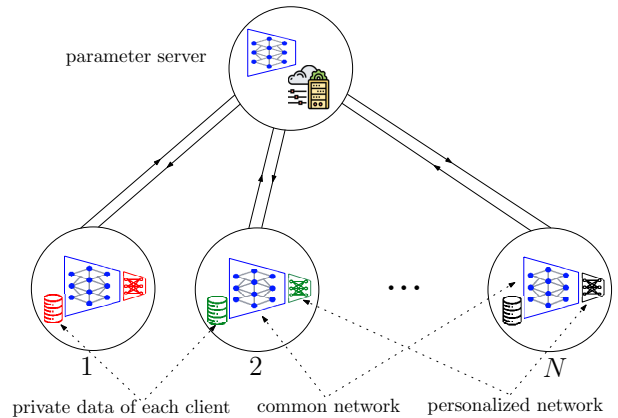 parameter server
1
2
...
N
private data of each client
common network
personalized network